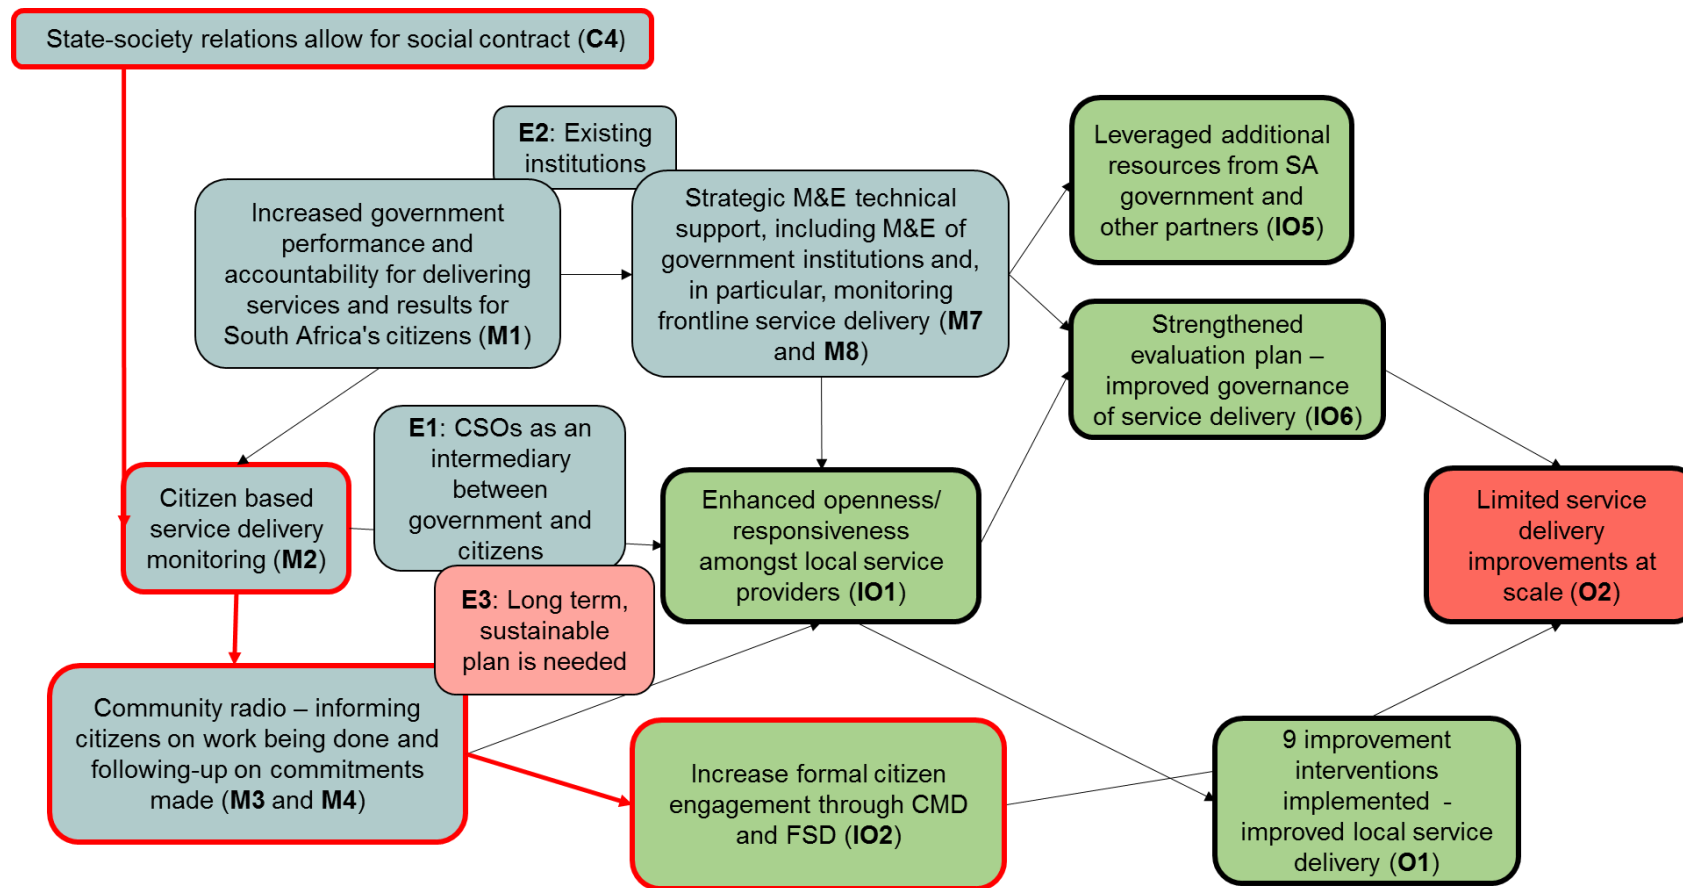 State-society relations allow for social contract (C4)
E2: Existing
institutions
Increased government
performance and
accountability for delivering
services and results for
South Africa's citizens (M1)
Strategic M&E technical
support, including M&E of
government institutions and,
in particular, monitoring
frontline service delivery (M7
and M8)
Leveraged additional
resources from SA
government and
other partners (IO5)
Strengthened
evaluation plan –
improved governance
of service delivery (IO6)
Citizen based
service delivery
monitoring (M2)
E1: CSOs as an
intermediary
between
government and
citizens
Enhanced openness/
responsiveness
amongst local service
providers (IO1)
Limited service
delivery
improvements at
scale (O2)
E3: Long term,
sustainable
plan is needed
Community radio – informing
citizens on work being done and
following-up on commitments
made (M3 and M4)
Increase formal citizen
engagement through CMD
and FSD (IO2)
9 improvement
interventions
implemented -
improved local service
delivery (O1)